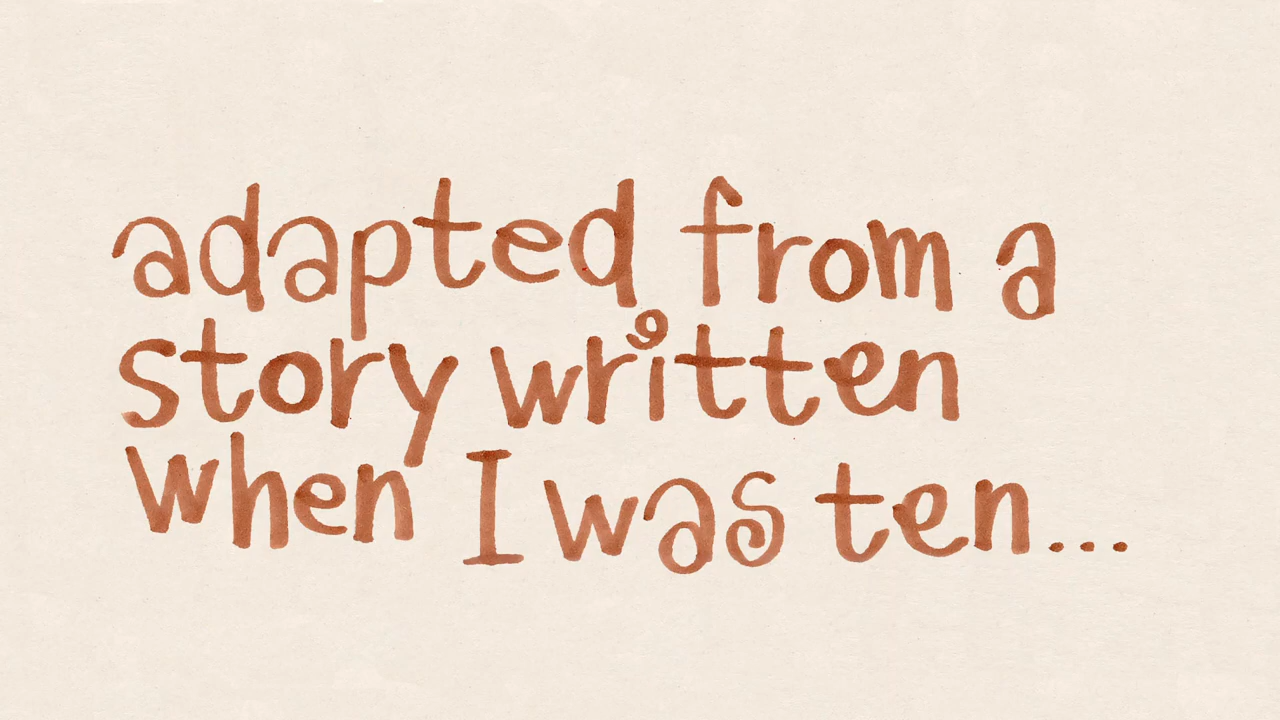 adapted from a
story written
when I was ten...